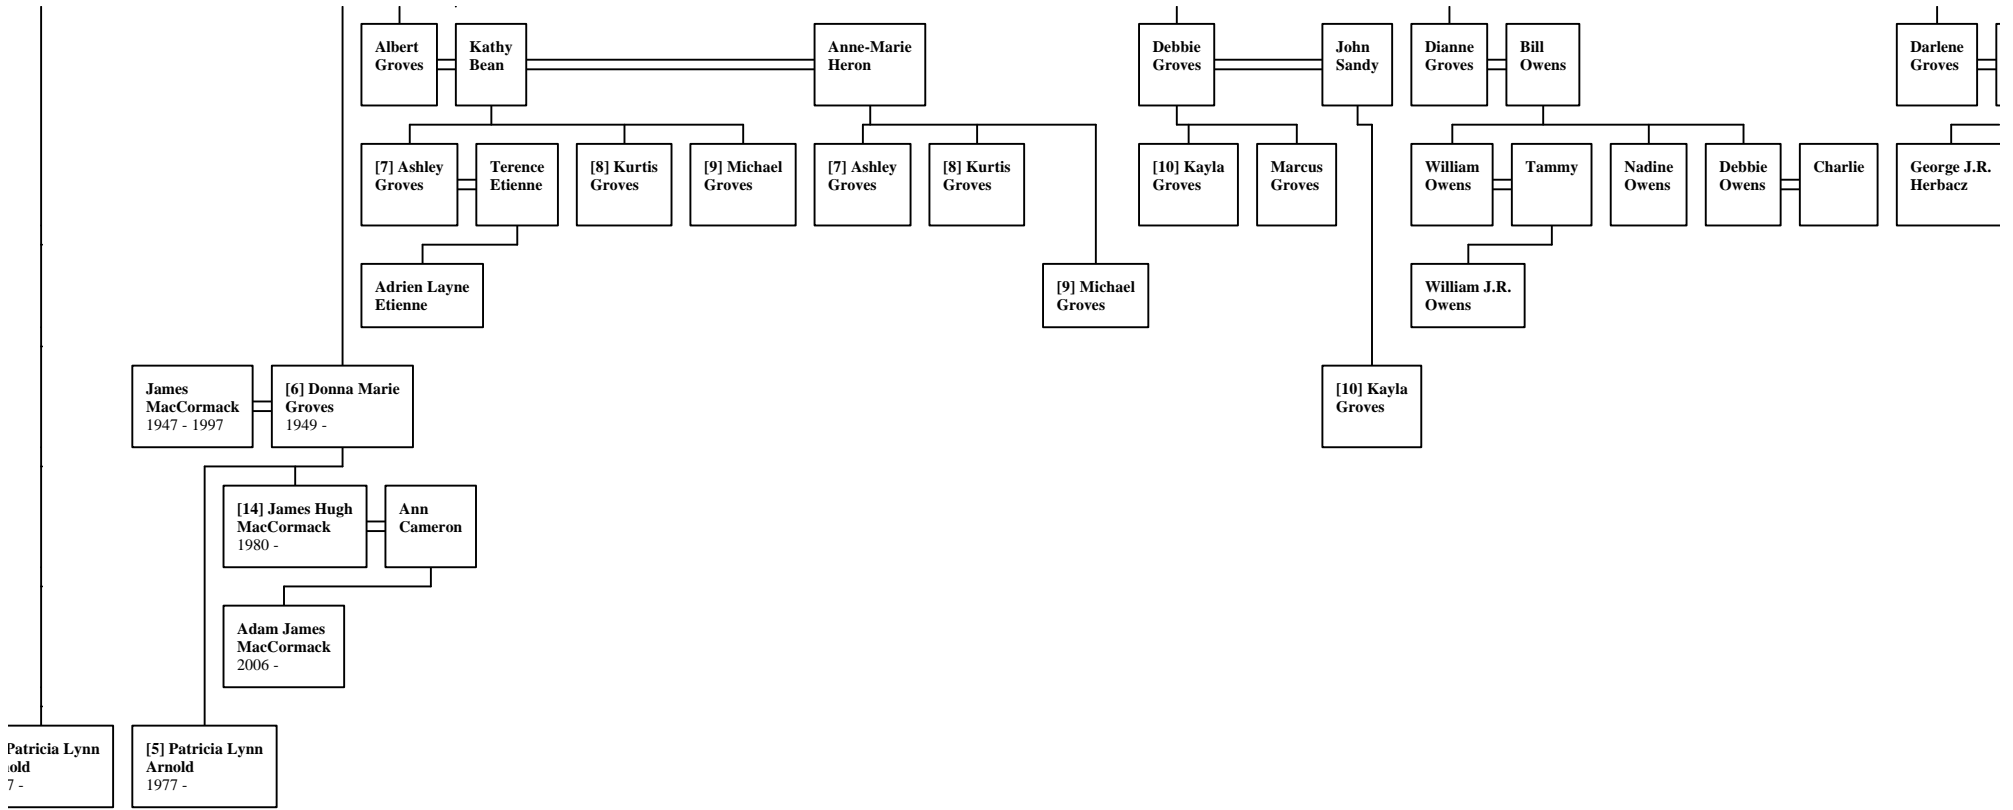 Albert
Groves
Kathy
Bean
Anne-Marie
Heron
Debbie
Groves
John
Sandy
Dianne
Groves
Bill
Owens
Darlene
Groves
[7] Ashley
Groves
Terence
Etienne
[8] Kurtis
Groves
[9] Michael
Groves
[7] Ashley
Groves
[8] Kurtis
Groves
[10] Kayla
Groves
Marcus
Groves
William
Owens
Tammy
Nadine
Owens
Debbie
Owens
Charlie
George J.R.
Herbacz
Adrien Layne
Etienne
[9] Michael
Groves
William J.R.
Owens
James
MacCormack
1947 - 1997
[6] Donna Marie
Groves
1949 -
[10] Kayla
Groves
[14] James Hugh
MacCormack
1980 -
Ann
Cameron
Adam James
MacCormack
2006 -
Patricia Lynn
old
7 -
[5] Patricia Lynn
Arnold
1977 -